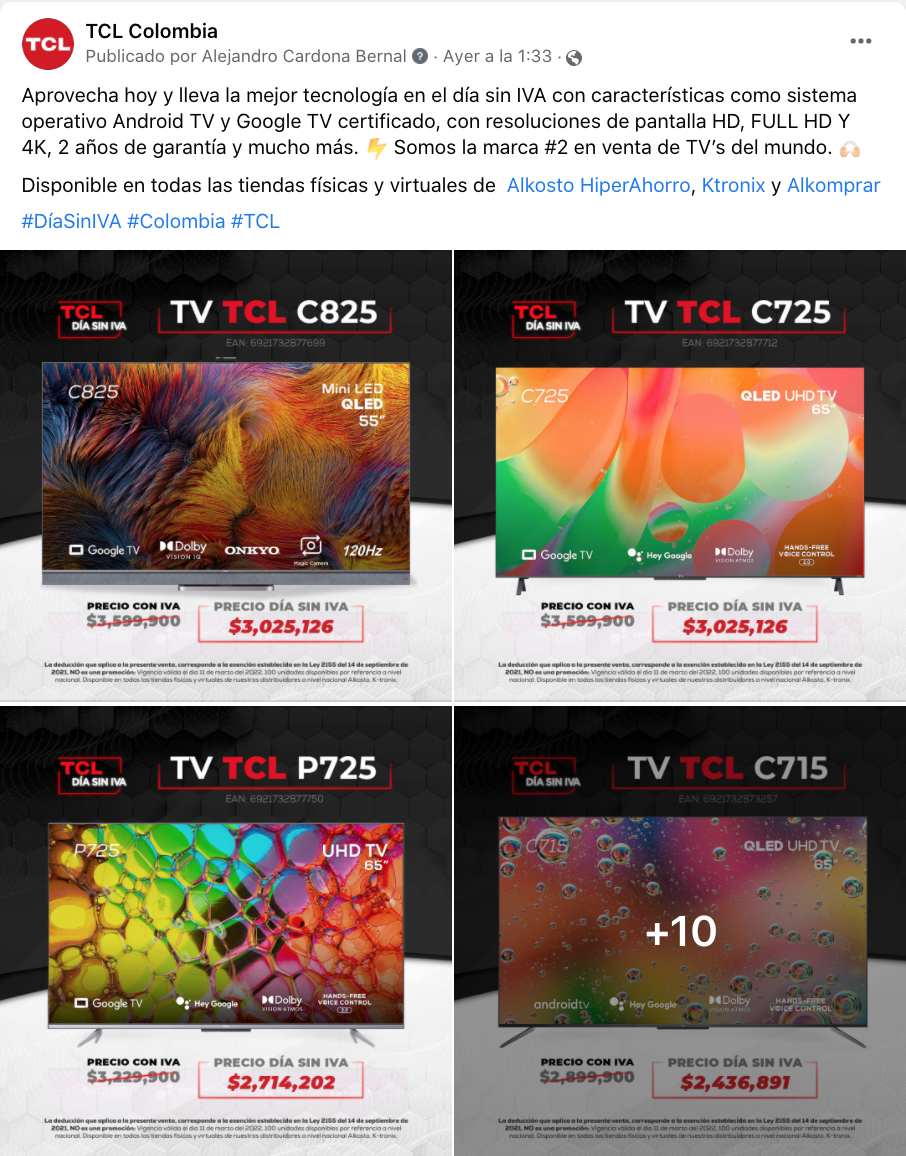 TCL
TCL Colombia
Publicado por Alejandro Cardona Bernal ? · Ayer a la 1:33 ·
Aprovecha hoy y lleva la mejor tecnología en el día sin IVA con características como sistema
operativo Android TV y Google TV certificado, con resoluciones de pantalla HD, FULL HD Y
4K, 2 años de garantía y mucho más. ⚡ Somos la marca #2 en venta de TV's del mundo. 🙌🏻
Disponible en todas las tiendas físicas y virtuales de Alkosto HiperAhorro, Ktronix y Alkomprar
#DíaSinIVA #Colombia #TCL
TCL
DÍA SIN IVA
TV TCL C825
EAN: 6921732877699
C825
Mini LED
QLED
55"
Google TV
Dolby
VISION IQ
ONKYO
Magic Camera
120Hz
PRECIO CON IVA
$3,599,900
PRECIO DÍA SIN IVA
$3,025,126
La deducción que aplica a la presente venta, corresponde a la exención establecida en la Ley 2155 del 14 de septiembre de
2021, NO es una promoción: Vigencia válida el día 11 de marzo del 2022, 100 unidades disponibles por referencia a nivel
nacional. Disponible en todas las tiendas físicas y virtuales de nuestros distribuidores a nivel nacional Alkosto, K-tronix.
TCL
DÍA SIN IVA
TV TCL C725
EAN: 6921732877712
C725
QLED UHD TV
65"
Google TV
Hey Google
Dolby
VISION·ATMOS
HANDS-FREE
VOICE CONTROL
2.0
PRECIO CON IVA
$3,599,900
PRECIO DÍA SIN IVA
$3,025,126
La deducción que aplica a la presente venta, corresponde a la exención establecida en la Ley 2155 del 14 de septiembre de
2021, NO es una promoción: Vigencia válida el día 11 de marzo del 2022, 100 unidades disponibles por referencia a nivel
nacional. Disponible en todas las tiendas físicas y virtuales de nuestros distribuidores a nivel nacional Alkosto, K-tronix.
TCL
DÍA SIN IVA
TV TCL P725
EAN: 6921732877750
P725
UHD TV
65"
Google TV
Hey Google
Dolby
VISION·ATMOS
HANDS-FREE
VOICE CONTROL
2.0
PRECIO CON IVA
$3,229,900
PRECIO DÍA SIN IVA
$2,714,202
La deducción que aplica a la presente venta, corresponde a la exención establecida en la Ley 2155 del 14 de septiembre de
2021, NO es una promoción: Vigencia válida el día 11 de marzo del 2022, 100 unidades disponibles por referencia a nivel
nacional. Disponible en todas las tiendas físicas y virtuales de nuestros distribuidores a nivel nacional Alkosto, K-tronix.
TCL
DÍA SIN IVA
TV TCL C715
EAN: 6921732873257
C715
QLED UHD TV
65"
+10
androidtv
Hey Google
Dolby
VISION·ATMOS
HANDS-FREE
VOICE CONTROL
PRECIO CON IVA
$2,899,900
PRECIO DÍA SIN IVA
$2,436,891
La deducción que aplica a la presente venta, corresponde a la exención establecida en la Ley 2155 del 14 de septiembre de
2021, NO es una promoción: Vigencia válida el día 11 de marzo del 2022, 100 unidades disponibles por referencia a nivel
nacional. Disponible en todas las tiendas físicas y virtuales de nuestros distribuidores a nivel nacional Alkosto, K-tronix.